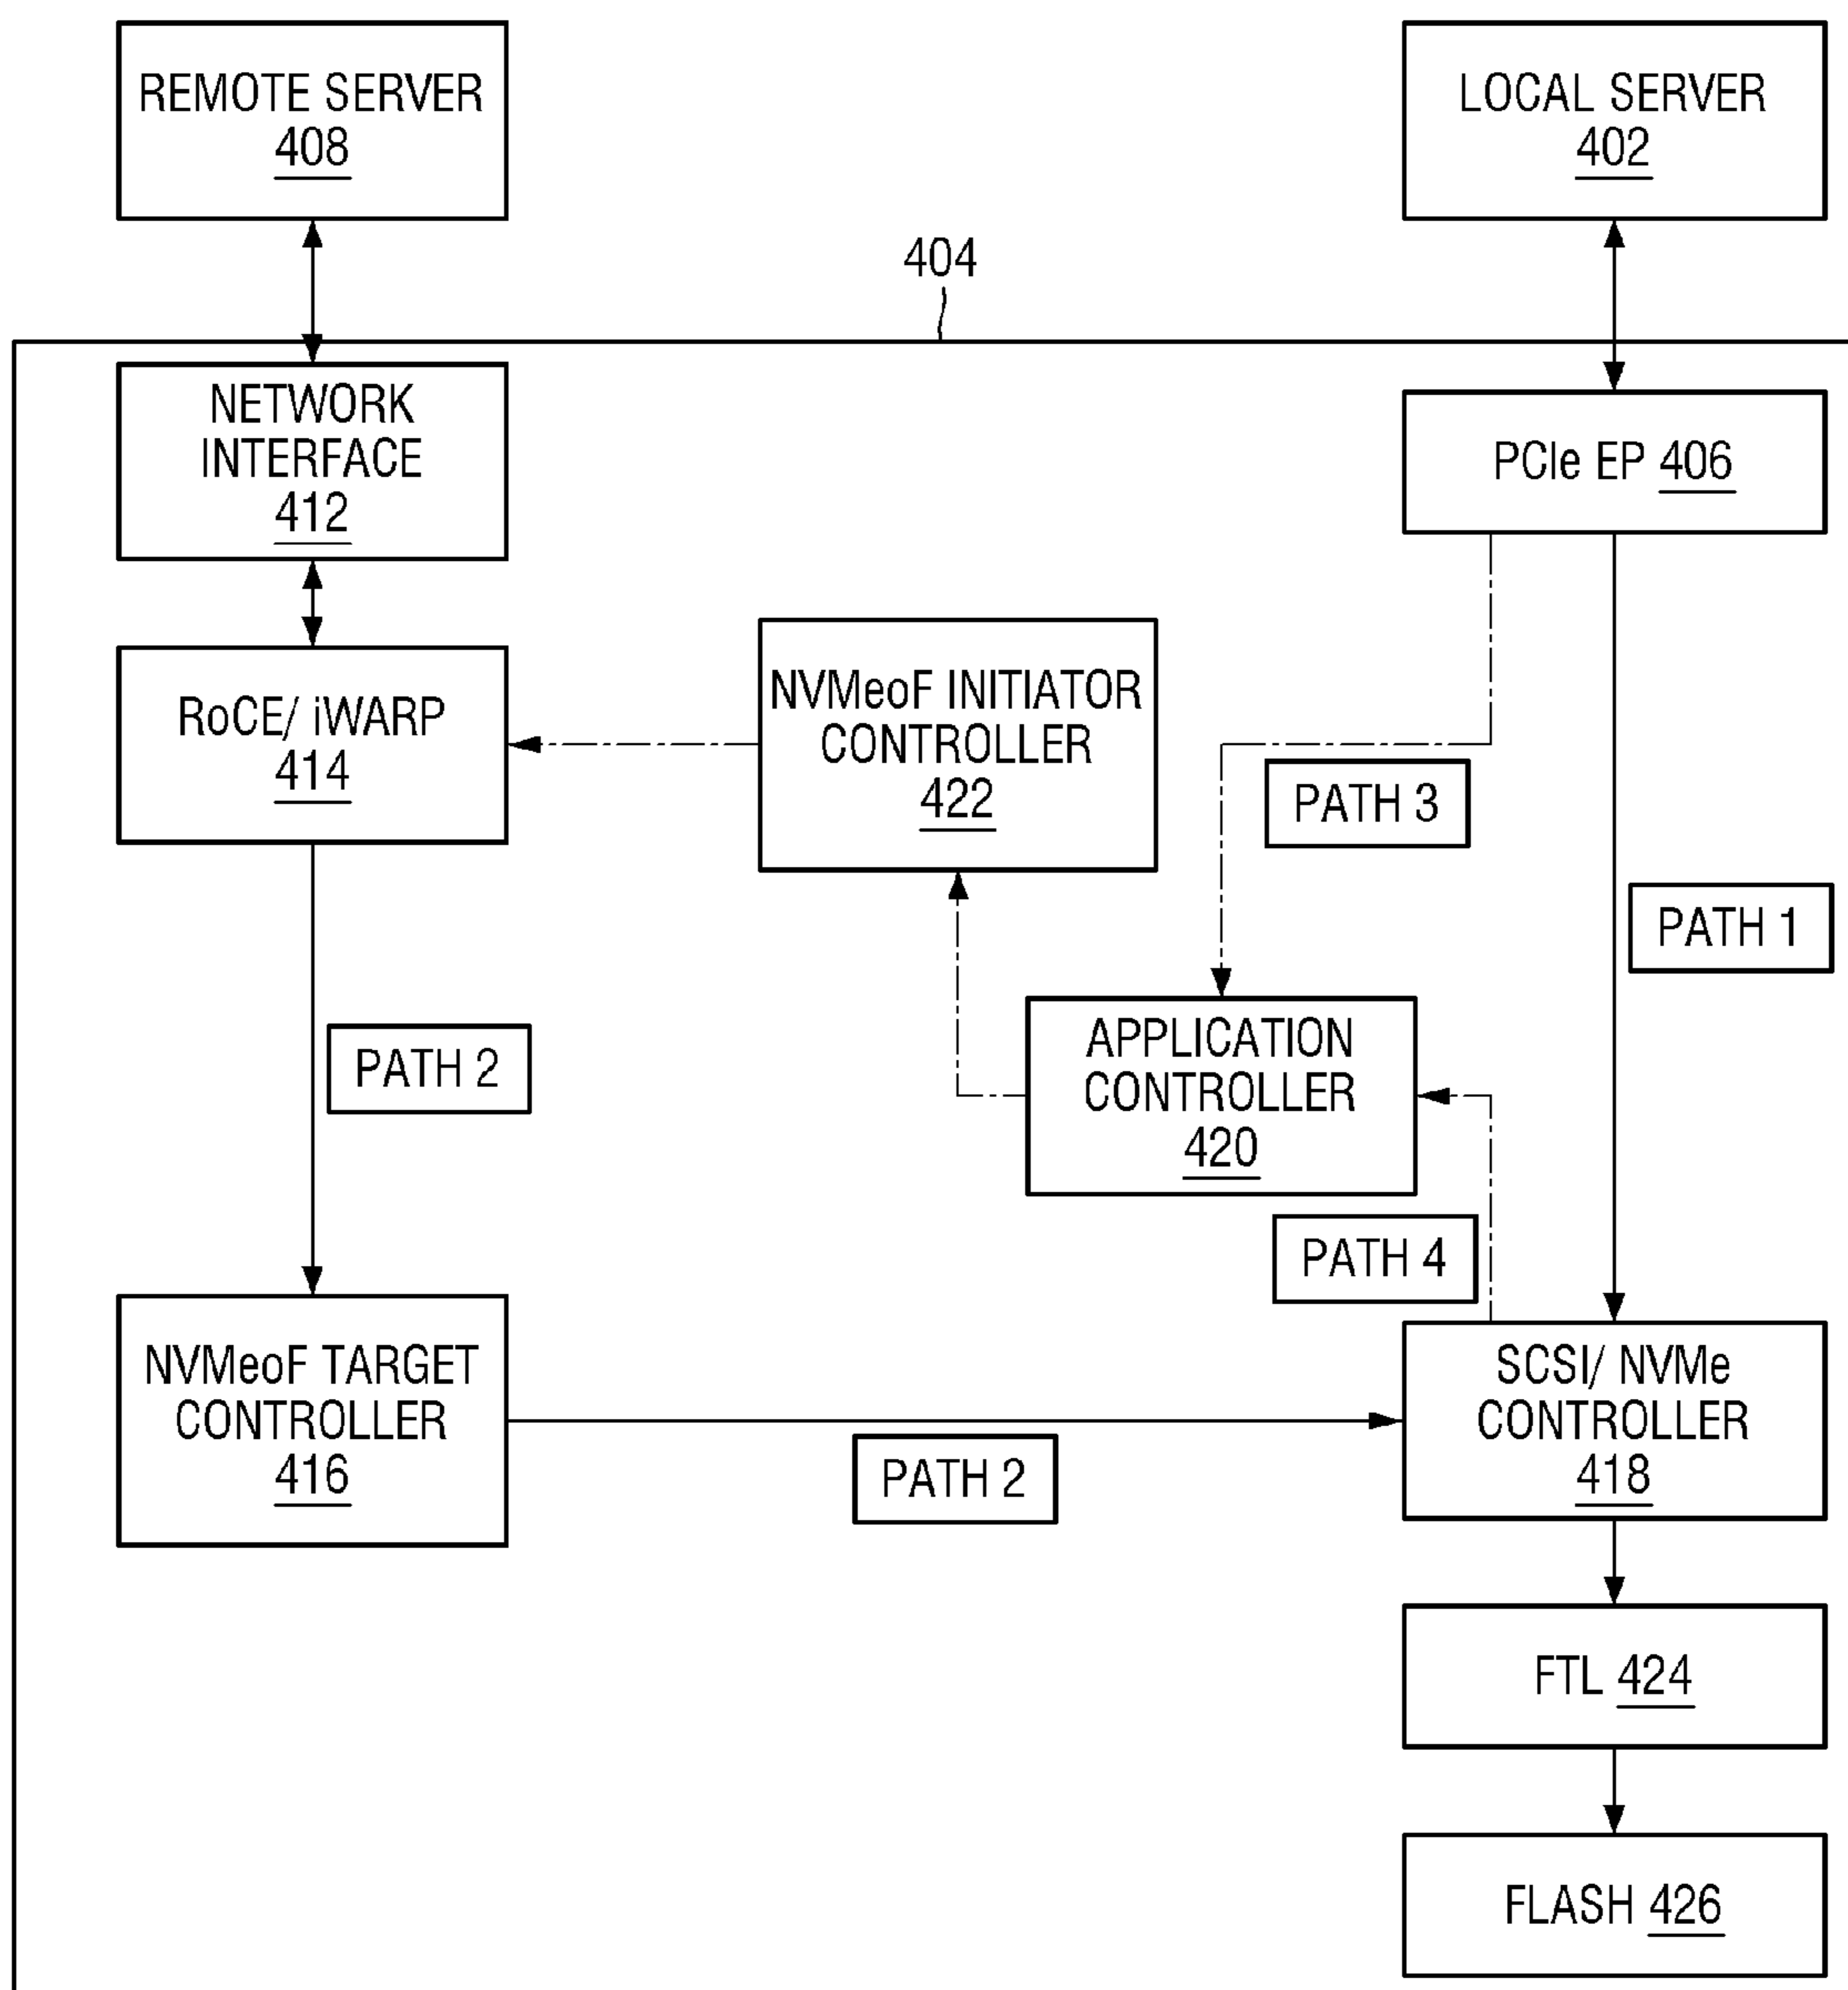 REMOTE SERVER
408
LOCAL SERVER
402
404
NETWORK
INTERFACE
412
PCIe EP 406
RoCE/ iWARP
414
NVMeoF INITIATOR
CONTROLLER
422
PATH 3
PATH 1
APPLICATION
CONTROLLER
420
PATH 2
PATH 4
NVMeoF TARGET
CONTROLLER
416
PATH 2
SCSI/ NVMe
CONTROLLER
418
FTL 424
FLASH 426